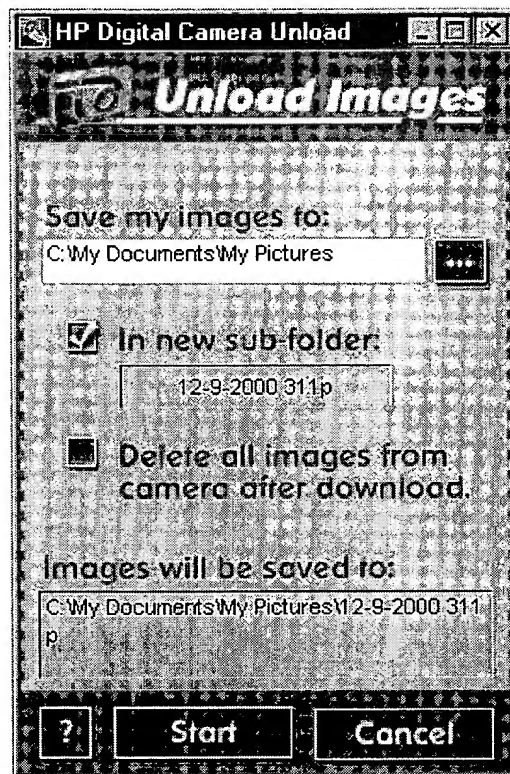 HP Digital Camera Unload
Unload Images
Save my images to:
C:\My Documents\My Pictures
...
In new sub-folder:
12-9-2000 311p
Delete all images from
camera after download.
Images will be saved to:
C:\My Documents\My Pictures\12-9-2000 311
p
? Start Cancel